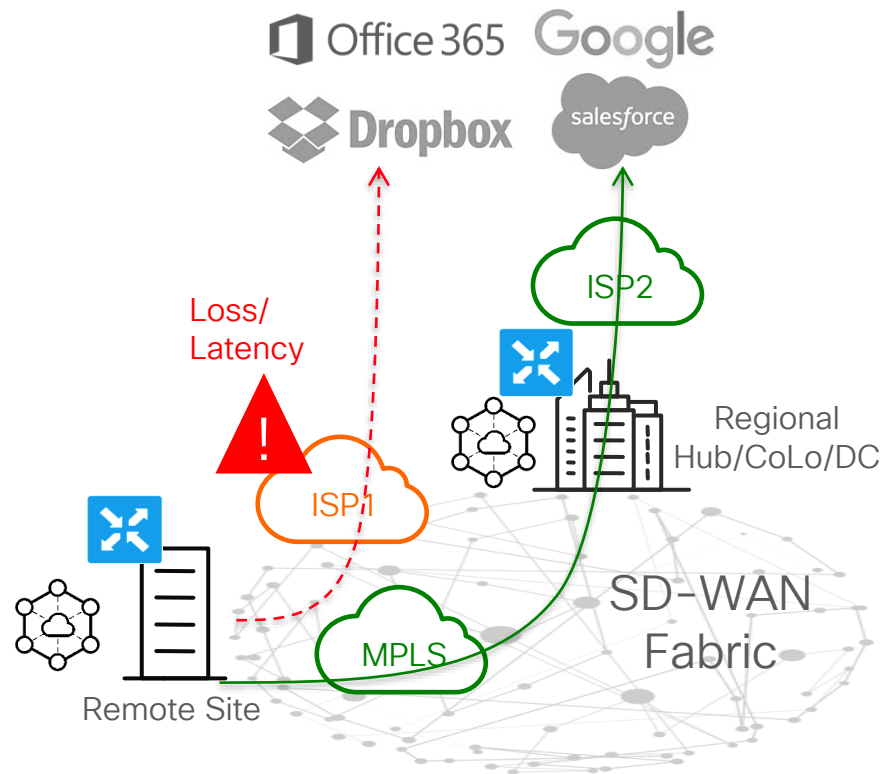 Office 365
Google
Dropbox
salesforce
ISP2
Loss/
Latency
!
Regional
Hub/CoLo/DC
ISP1
SD-WAN
Fabric
MPLS
Remote Site